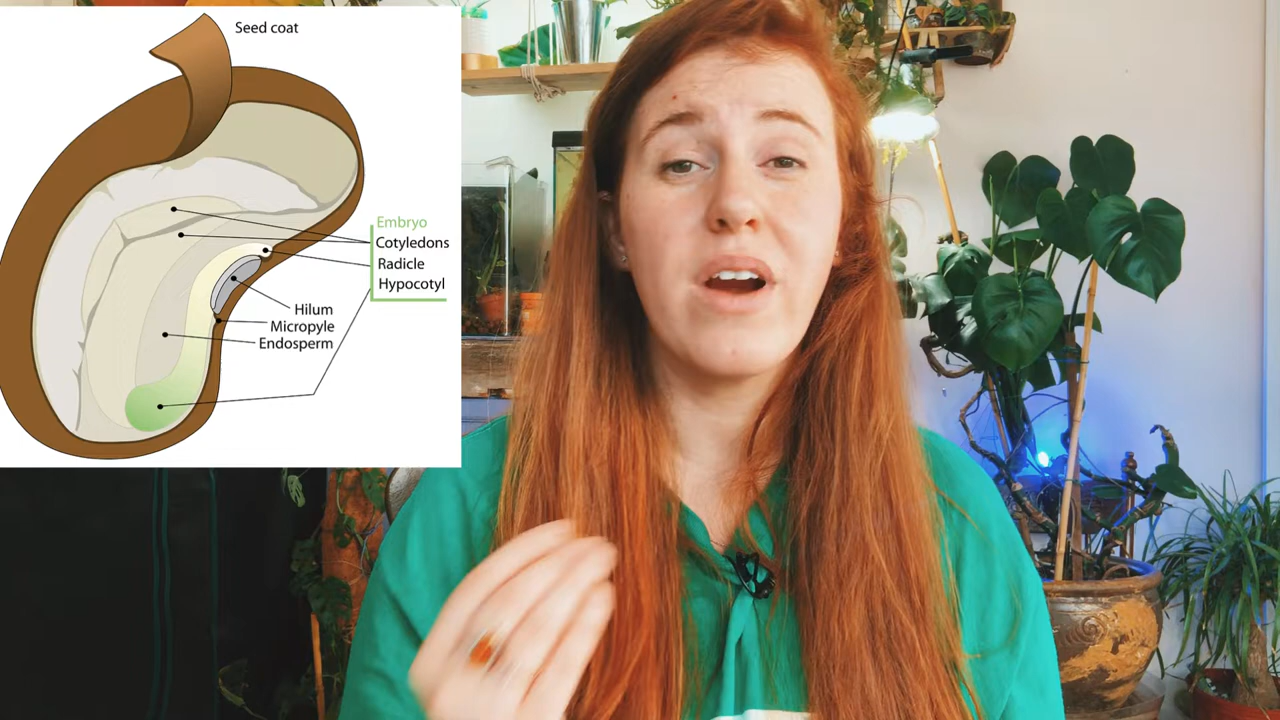 Seed coat
Embryo
Cotyledons
Radicle
Hypocotyl
Hilum
Micropyle
Endosperm